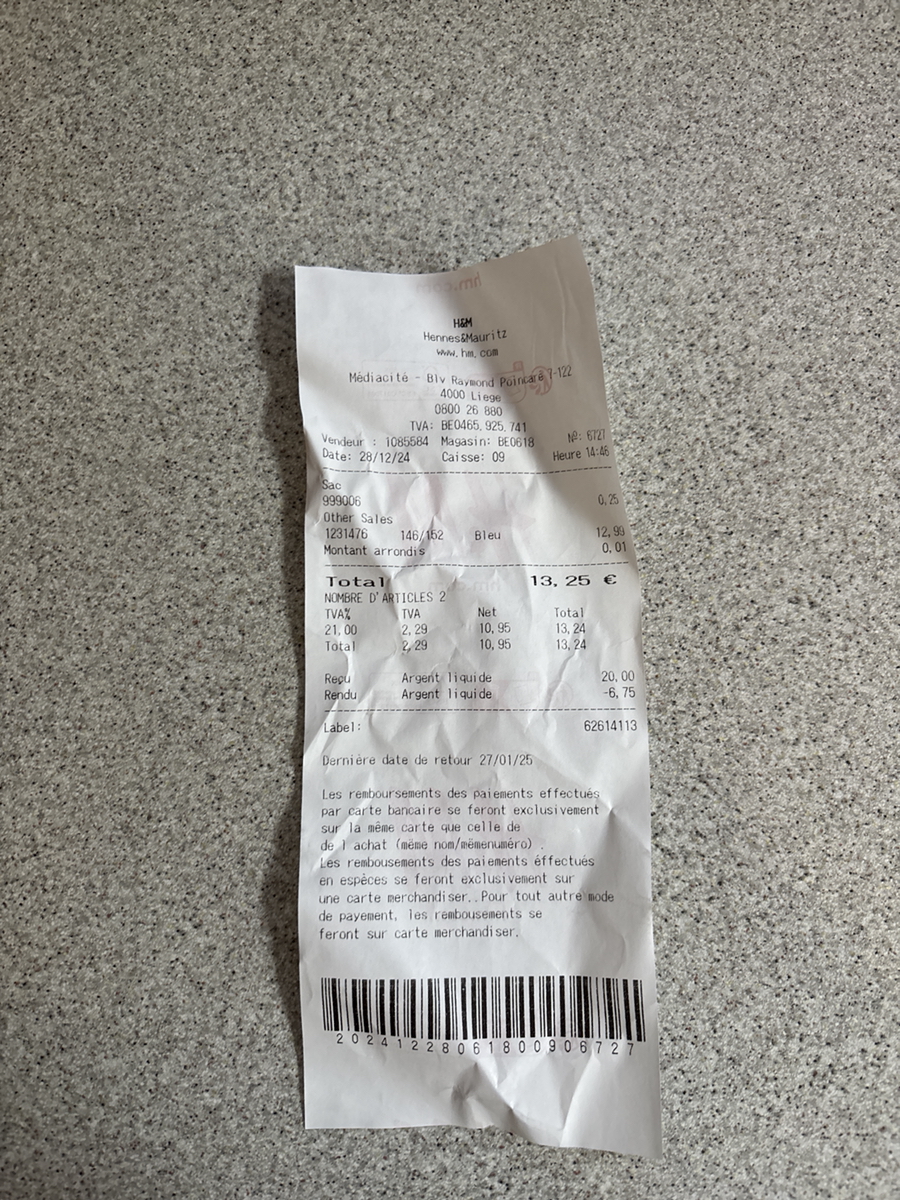 H&M
Hennes&Mauritz
www.hm.com
Médiacité - Blv Raymond Poincaré 7-122
4000 Liege
0800 26 880
TVA: BE0465.925.741
Vendeur : 1085584 Magasin: BE0618 Nº: 6727
Date: 28/12/24 Caisse: 09 Heure 14:46
Sac
999006 0,25
Other Sales
1231476 146/152 Bleu 12,99
Montant arrondis 0,01
Total 13,25 €
NOMBRE D'ARTICLES 2
TVA% TVA Net Total
21,00 2,29 10,95 13,24
Total 2,29 10,95 13,24
Reçu Argent liquide 20,00
Rendu Argent liquide -6,75
Label: 62614113
Dernière date de retour 27/01/25
Les remboursements des paiements effectués
par carte bancaire se feront exclusivement
sur la même carte que celle de
de l achat (même nom/mêmenuméro) .
Les rembousements des paiements éffectués
en espèces se feront exclusivement sur
une carte merchandiser..Pour tout autre mode
de payement, les rembousements se
feront sur carte merchandiser.
20241228061800906727